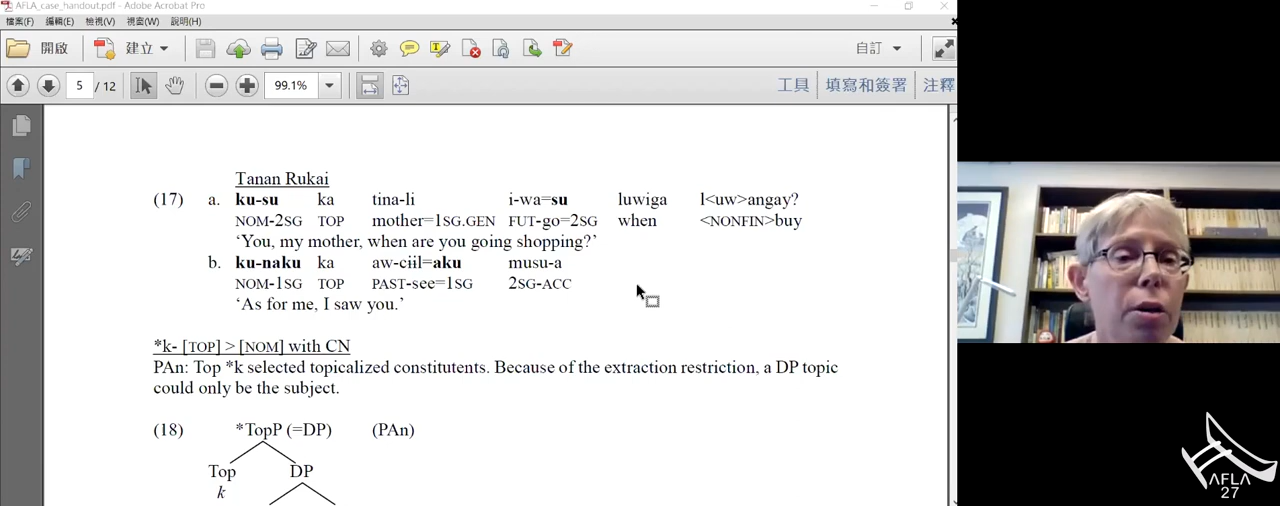 AFLA_case_handout.pdf - Adobe Acrobat Pro
檔案(F) 編輯(E) 檢視(V) 視窗(W) 說明(H)
開啟 建立 自訂
5 / 12 99.1% 工具 填寫和簽署 注釋
Tanan Rukai
(17) a. ku-su ka tina-li i-wa=su luwiga l<uw>angay?
NOM-2SG TOP mother=1SG.GEN FUT-go=2SG when <NONFIN>buy
‘You, my mother, when are you going shopping?’
b. ku-naku ka aw-ciil=aku musu-a
NOM-1SG TOP PAST-see=1SG 2SG-ACC
‘As for me, I saw you.’
*k- [TOP] > [NOM] with CN
PAn: Top *k selected topicalized constitutents. Because of the extraction restriction, a DP topic
could only be the subject.
(18) *TopP (=DP) (PAn)
Top DP
k
AFLA
27